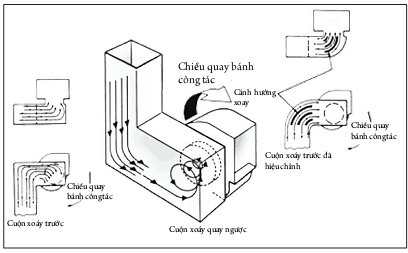 Chiều quay bánh
công tác
Cánh hướng
xoay
Chiều quay
bánh công tác
Cuộn xoáy trước đã
hiệu chỉnh
Chiều quay
bánh công tác
Cuộn xoáy trước
Cuộn xoáy quay ngược